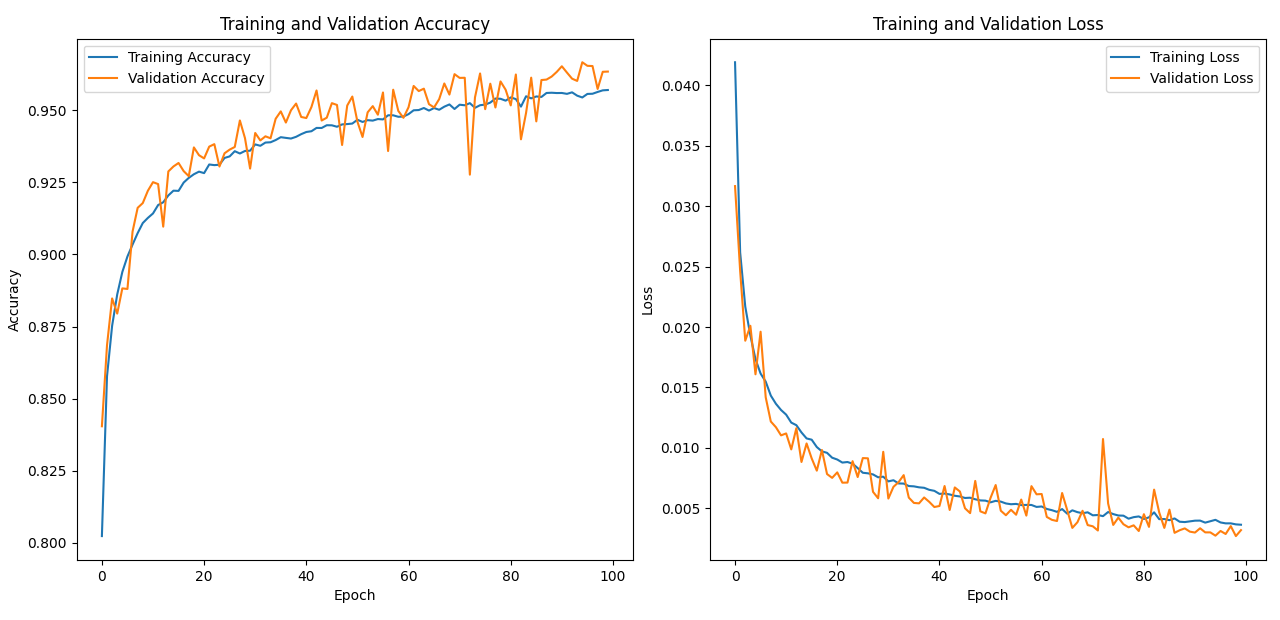 Training and Validation Accuracy
Training Accuracy
Validation Accuracy
Accuracy
0.950
0.925
0.900
0.875
0.850
0.825
0.800
0
20
40
60
80
100
Epoch
Training and Validation Loss
Training Loss
Validation Loss
Loss
0.040
0.035
0.030
0.025
0.020
0.015
0.010
0.005
0
20
40
60
80
100
Epoch